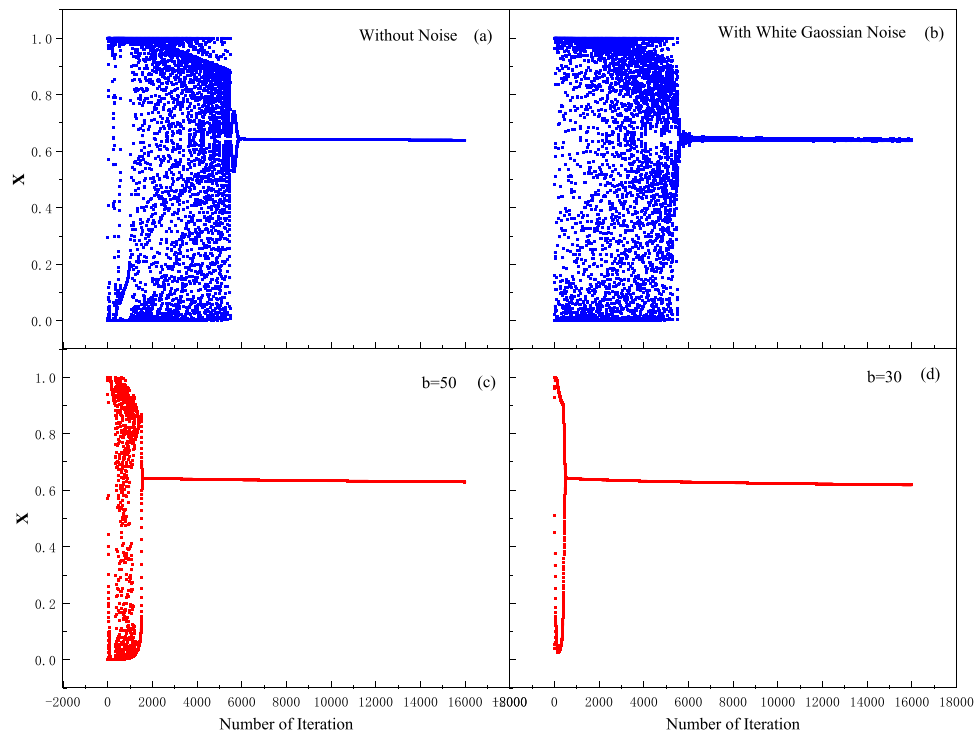 Without Noise (a)
With White Gaossian Noise (b)
1.0
0.8
0.6
0.4
0.2
0.0
X
b=50 (c)
b=30 (d)
1.0
0.8
0.6
0.4
0.2
0.0
X
-2000 0 2000 4000 6000 8000 10000 12000 14000 16000 0 2000 4000 6000 8000 10000 12000 14000 16000 18000
Number of Iteration Number of Iteration